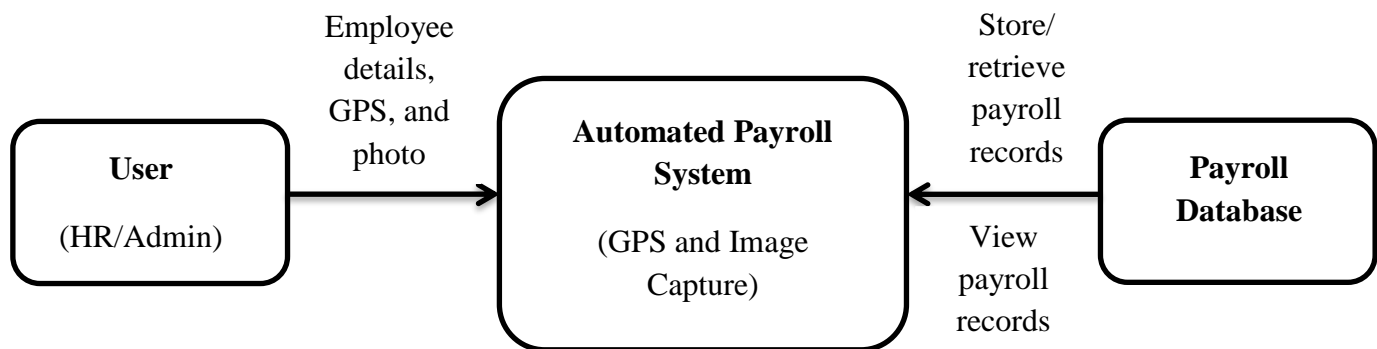 User
(HR/Admin)
Employee
details,
GPS, and
photo
Automated Payroll
System
(GPS and Image
Capture)
Store/
retrieve
payroll
records
View
payroll
records
Payroll
Database